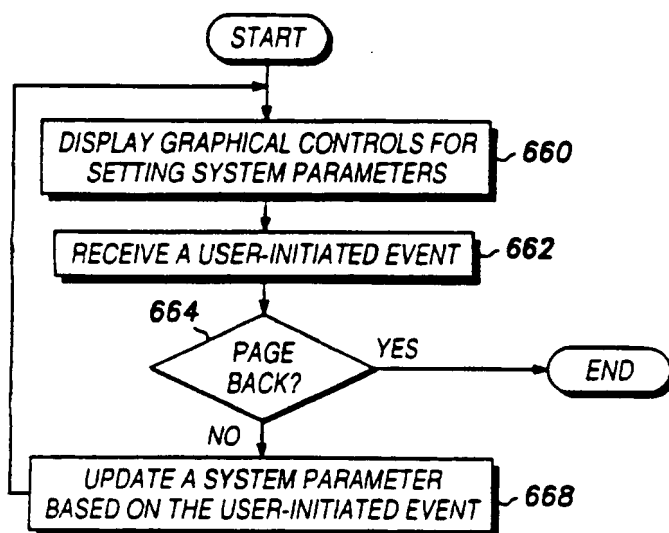 START
DISPLAY GRAPHICAL CONTROLS FOR
SETTING SYSTEM PARAMETERS
660
RECEIVE A USER-INITIATED EVENT
662
664
PAGE
BACK?
YES
END
NO
UPDATE A SYSTEM PARAMETER
BASED ON THE USER-INITIATED EVENT
668